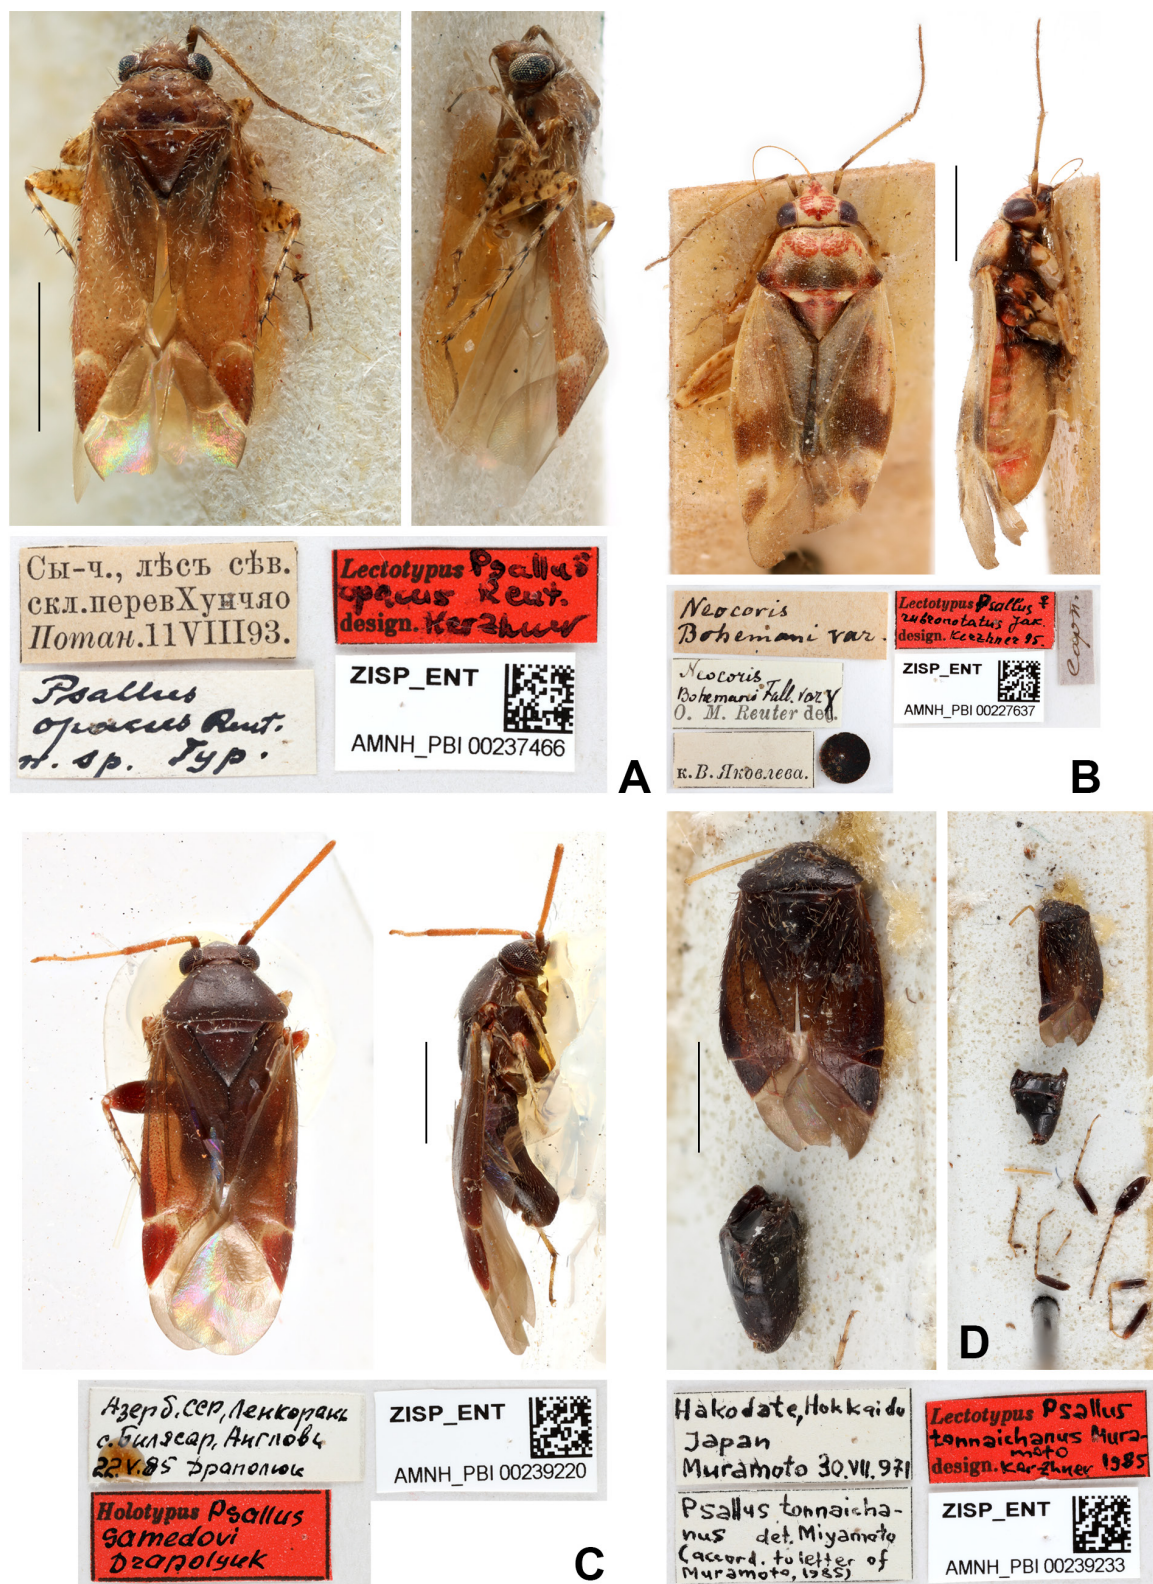 Сы-ч., лѣсъ сѣв.
скл.перевХунчяо
Потан.11VIII93.
Lectotypus Psallus
opacus Reut.
design. Kerzhner
Psallus
opacus Reut.
n. sp. Typ.
ZISP_ENT
AMNH_PBI 00237466
A
Neocoris
Bohemani var.
Neocoris
Bohemani Fall. var γ
O. M. Reuter det.
к. В. Яковлева.
Lectotypus Psallus ♀
rubronotatus Jak.
design. Kerzhner 95.
ZISP_ENT
AMNH_PBI 00227637
B
Азерб.ССР, Ленкорань
с. Билясар,
22.V.85 Драполюк
Holotypus Psallus
samedovi
Drapolyuk
ZISP_ENT
AMNH_PBI 00239220
C
D
Hakodate, Hokkaido
Japan
Muramoto 30.VII.971
Psallus tonnaicha-
nus det. Miyamoto
(accord. to letter of
Muramoto, 1985)
Lectotypus Psallus
tonnaichanus Mura-
moto
design. Kerzhner 1985
ZISP_ENT
AMNH_PBI 00239233